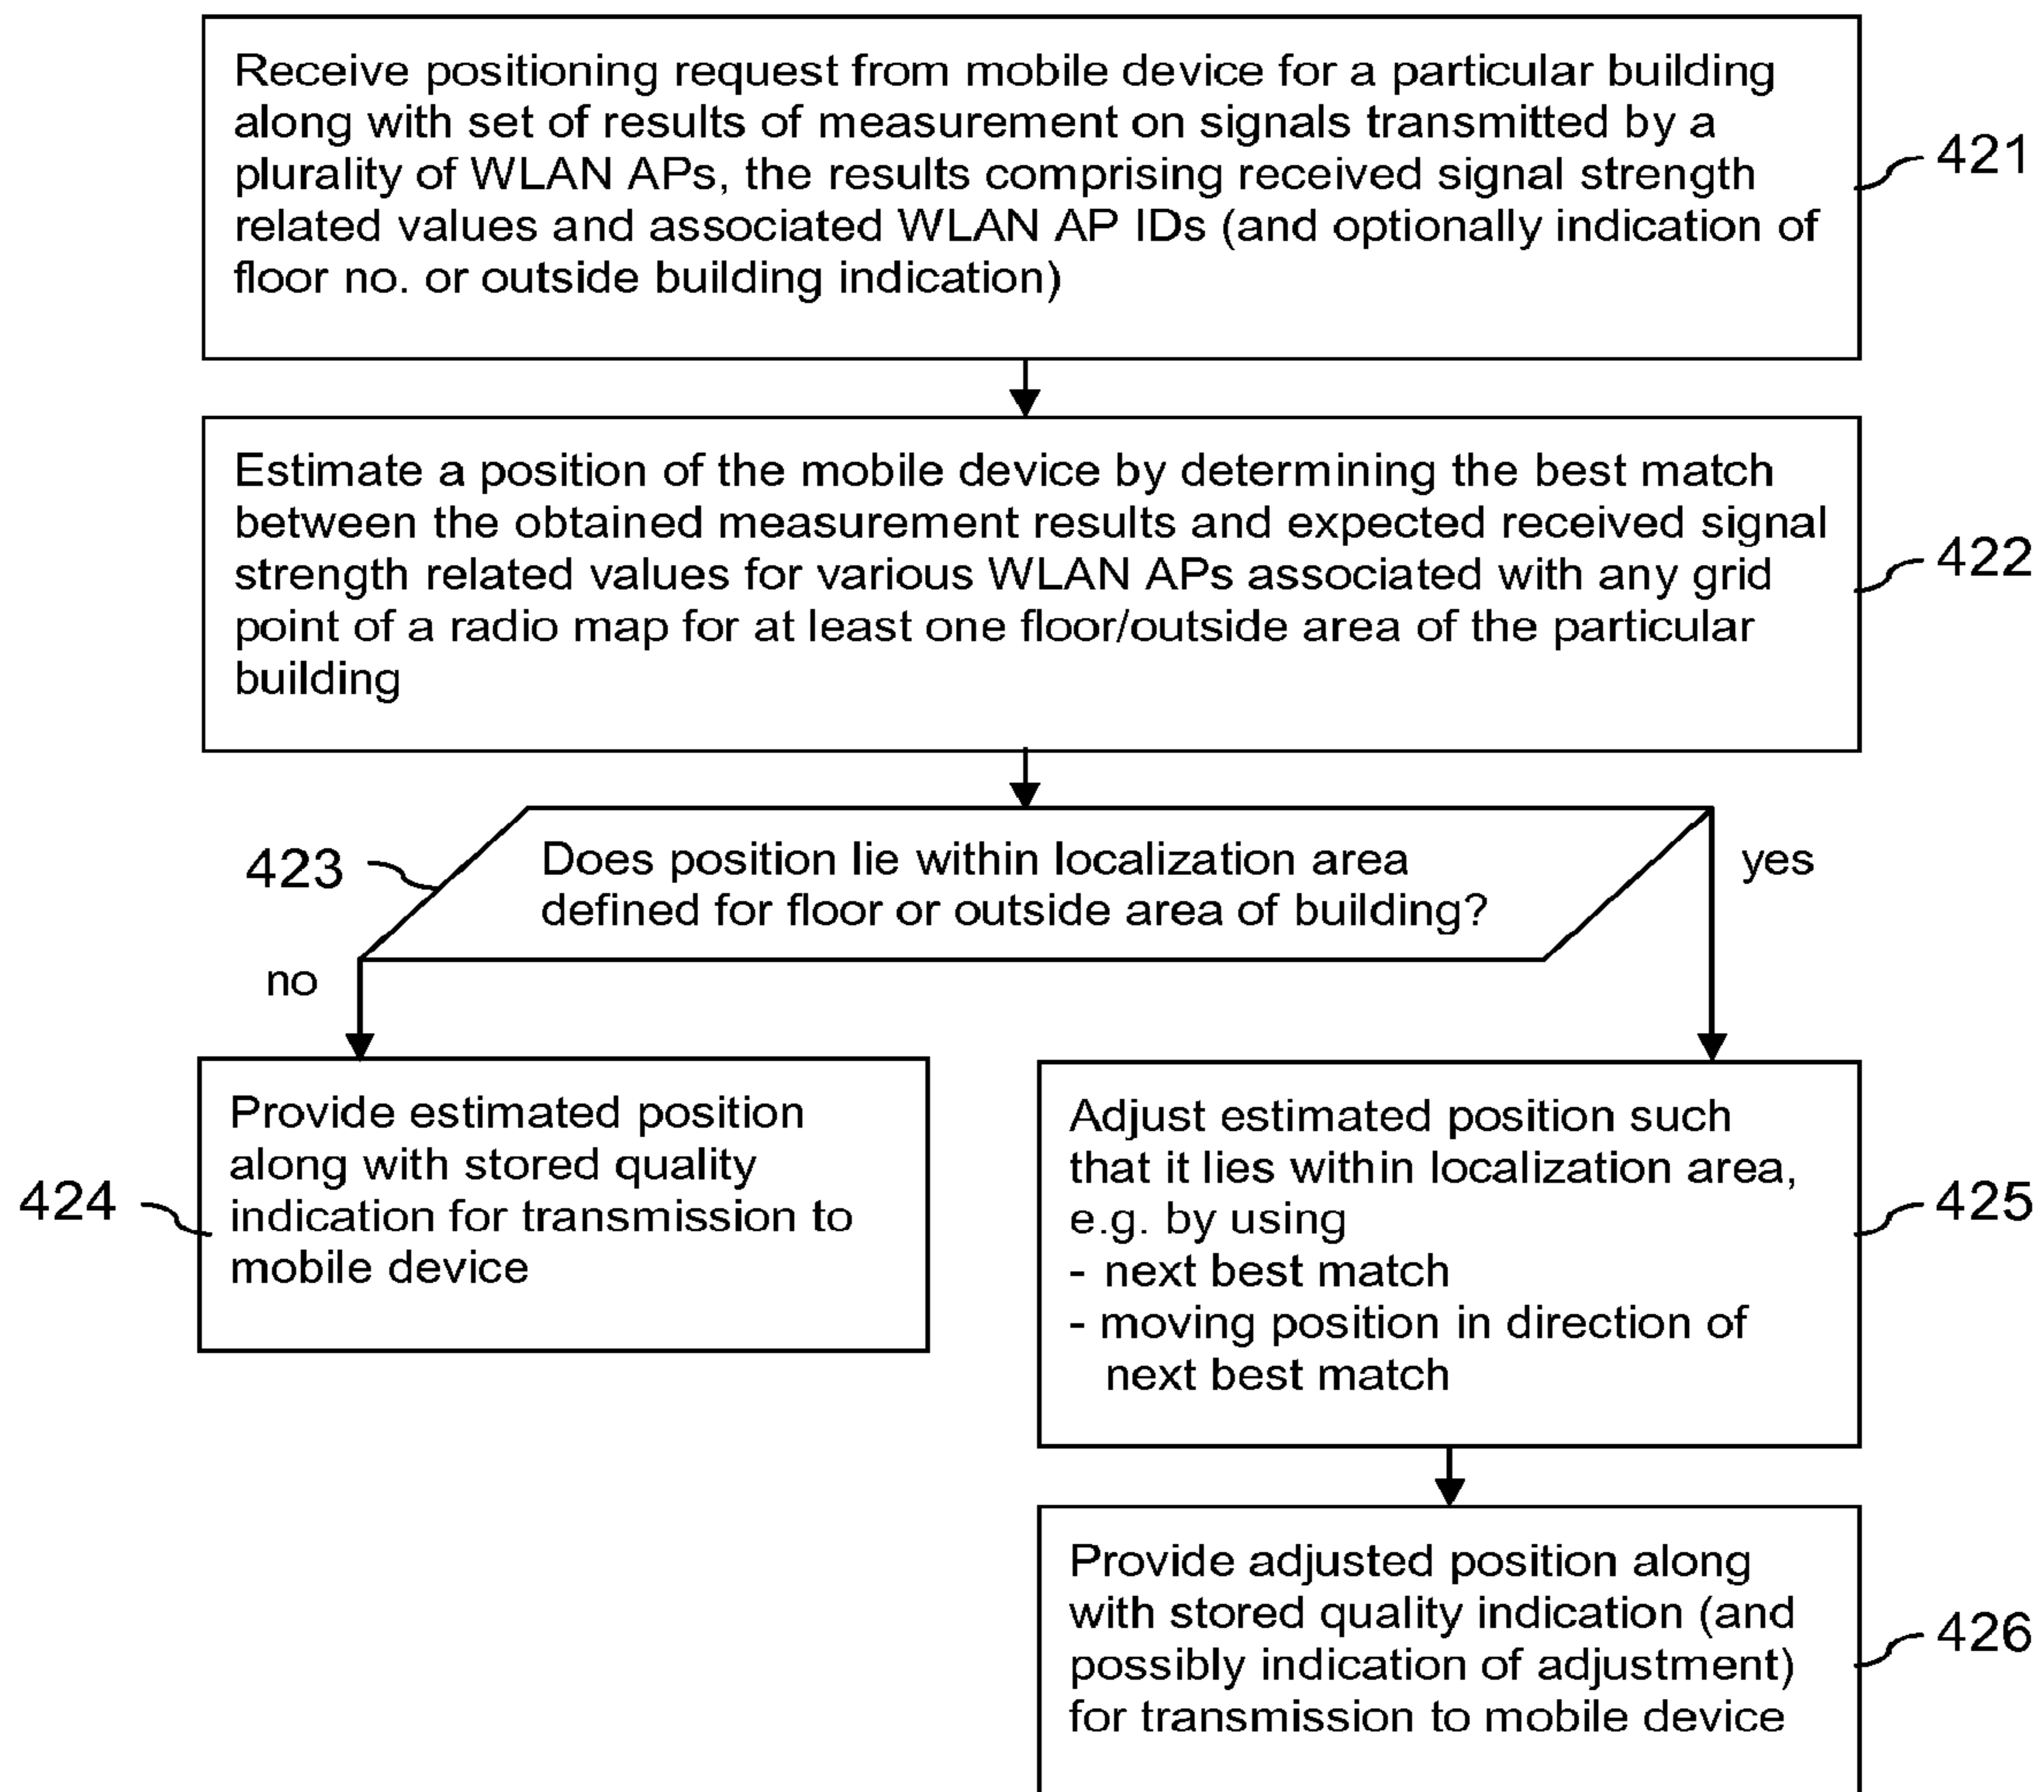 Receive positioning request from mobile device for a particular building
along with set of results of measurement on signals transmitted by a
plurality of WLAN APs, the results comprising received signal strength
related values and associated WLAN AP IDs (and optionally indication of
floor no. or outside building indication)
421
Estimate a position of the mobile device by determining the best match
between the obtained measurement results and expected received signal
strength related values for various WLAN APs associated with any grid
point of a radio map for at least one floor/outside area of the particular
building
422
423
Does position lie within localization area
defined for floor or outside area of building?
yes
no
Provide estimated position
along with stored quality
indication for transmission to
mobile device
424
Adjust estimated position such
that it lies within localization area,
e.g. by using
- next best match
- moving position in direction of
next best match
425
Provide adjusted position along
with stored quality indication (and
possibly indication of adjustment)
for transmission to mobile device
426